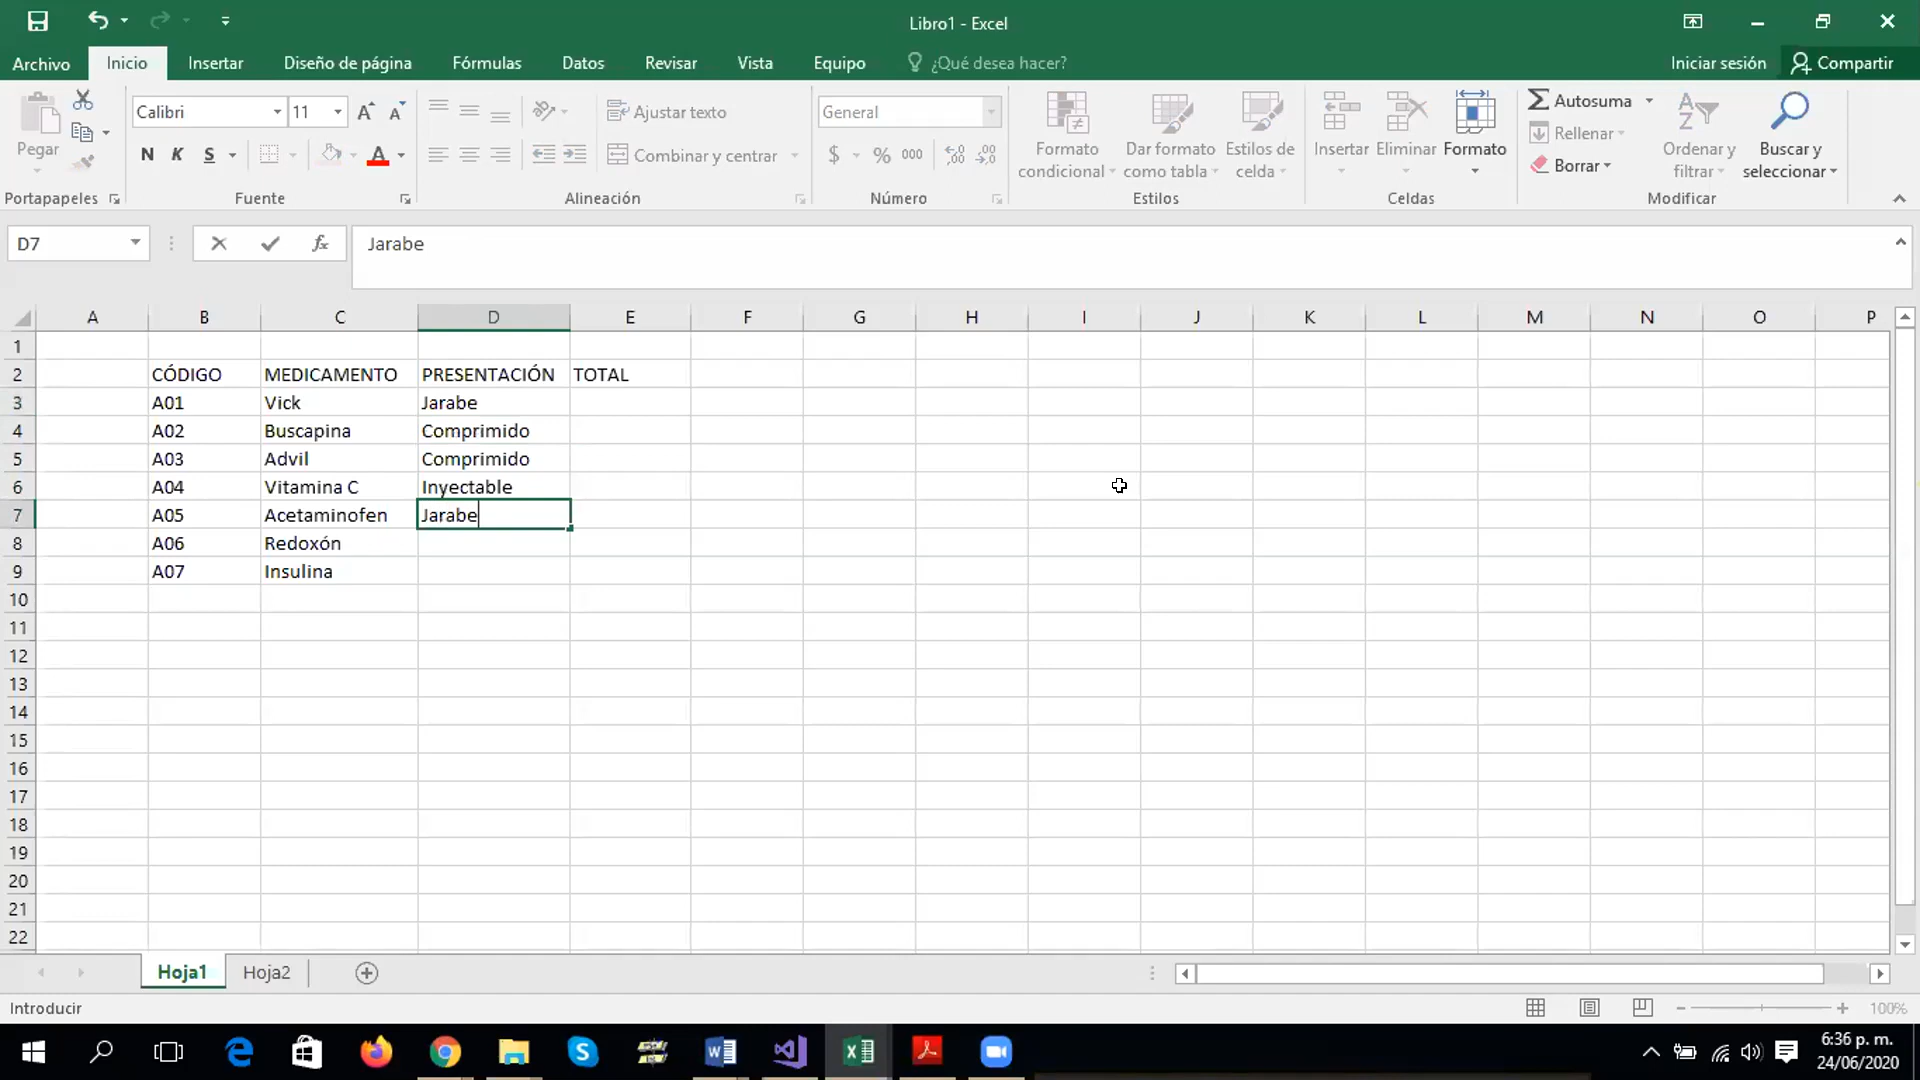 Libro1 - Excel
Archivo Inicio Insertar Diseño de página Fórmulas Datos Revisar Vista Equipo ¿Qué desea hacer? Iniciar sesión Compartir
Pegar
Calibri 11
N K S A
Ajustar texto
Combinar y centrar
General
$ % 000
Formato condicional
Dar formato como tabla
Estilos de celda
Insertar
Eliminar
Formato
Autosuma
Rellenar
Borrar
Ordenar y filtrar
Buscar y seleccionar
Portapapeles Fuente Alineación Número Estilos Celdas Modificar
D7 fx Jarabe
A B C D E F G H I J K L M N O P
1
2 CÓDIGO MEDICAMENTO PRESENTACIÓN TOTAL
3 A01 Vick Jarabe
4 A02 Buscapina Comprimido
5 A03 Advil Comprimido
6 A04 Vitamina C Inyectable
7 A05 Acetaminofen Jarabe
8 A06 Redoxón
9 A07 Insulina
10
11
12
13
14
15
16
17
18
19
20
21
22
Hoja1 Hoja2
Introducir 100%
6:36 p. m.
24/06/2020